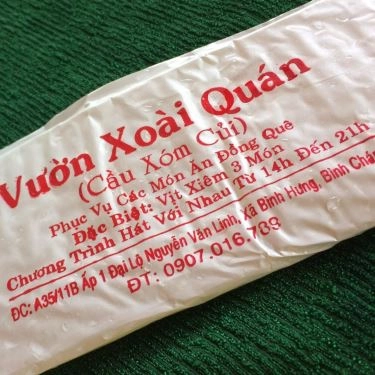 Vườn Xoài Quán
(Cầu Xóm Củi)
Phục Vụ Các Món Ăn Đồng Quê
Đặc Biệt: Vịt Xiêm 3 Món
Chương Trình Hát Với Nhau Từ 14h Đến 21h
ĐC: A35/11B Ấp 1 Đại Lộ Nguyễn Văn Linh, Xã Bình Hưng, Bình Chán
ĐT: 0907.016.739